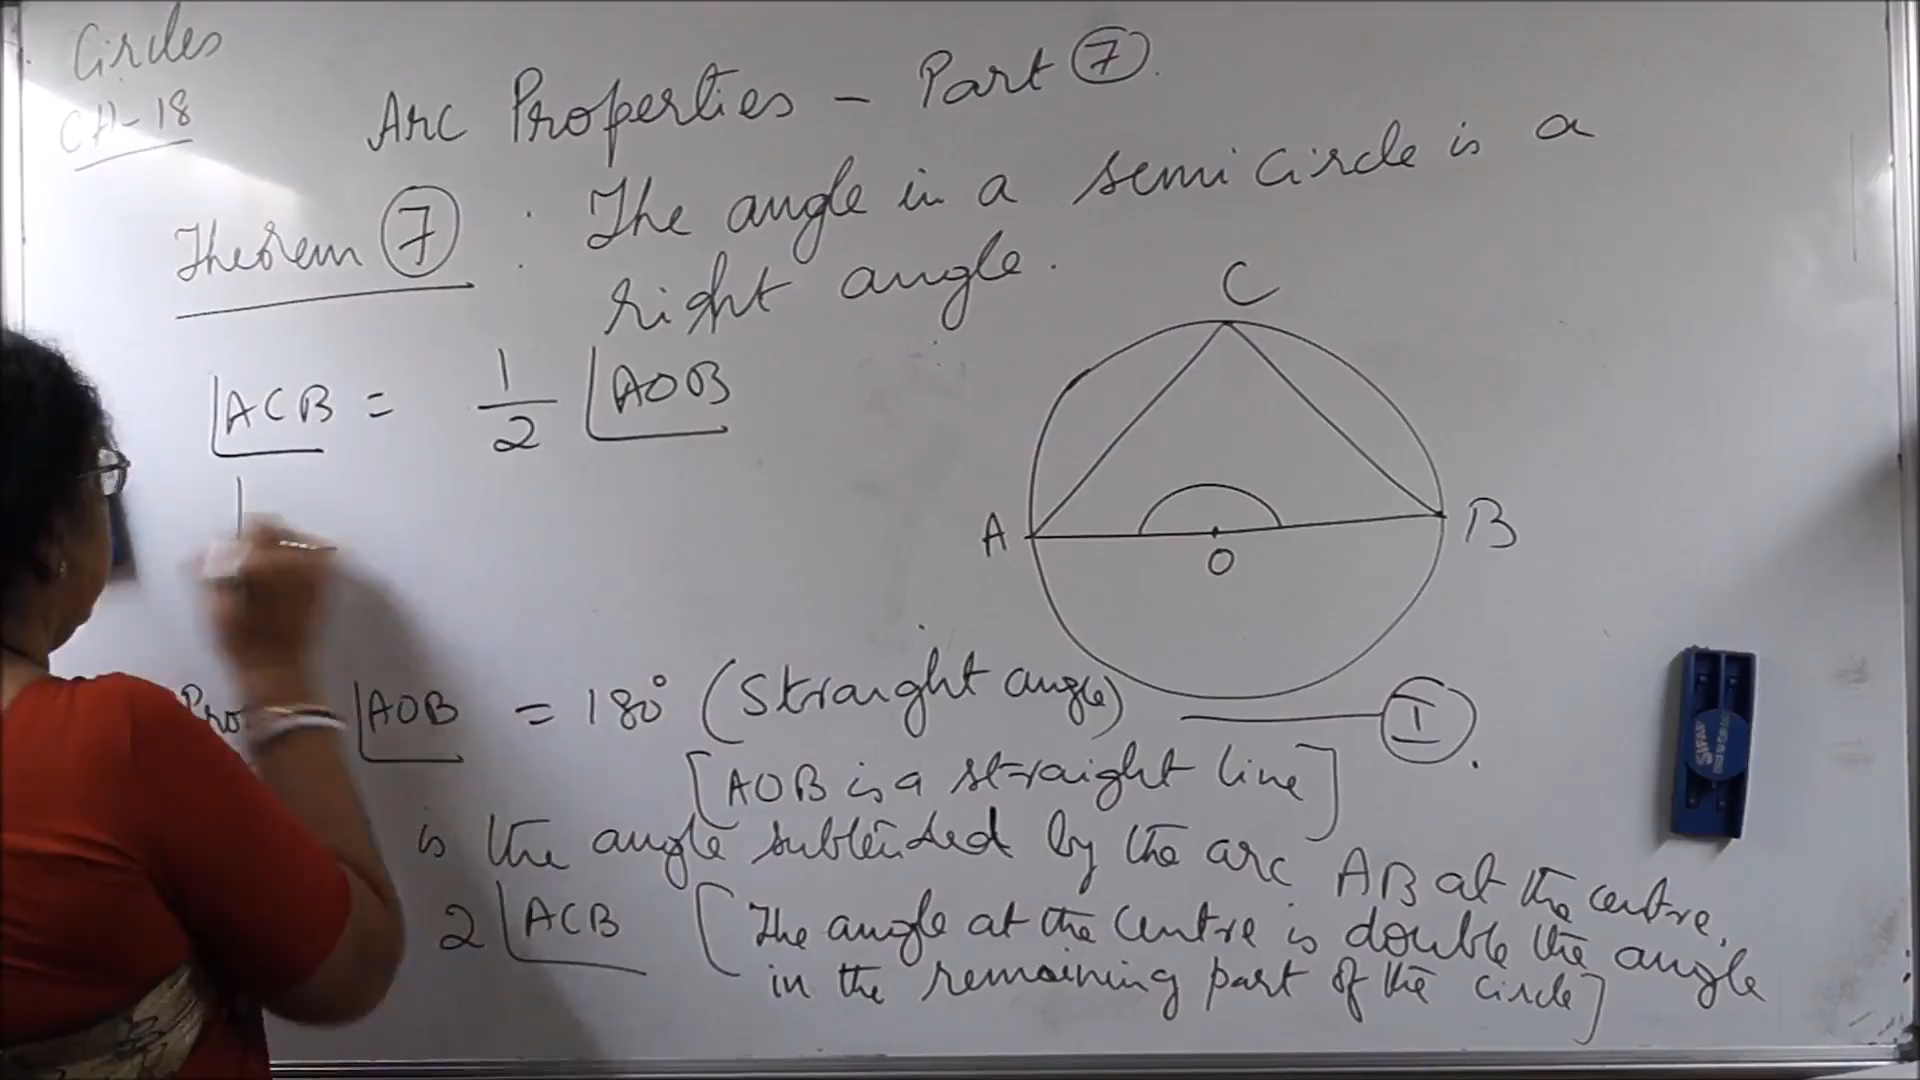 Circles
CH-18
Arc Properties - Part 7.
Theorem 7 : The angle in a semi circle is a
right angle.
∠ACB = 1/2 ∠AOB
C
A
B
O
∠AOB = 180° (Straight angle) I.
[AOB is a straight line]
is the angle subtended by the arc AB at the centre.
2 ∠ACB [The angle at the centre is double the angle
in the remaining part of the circle]